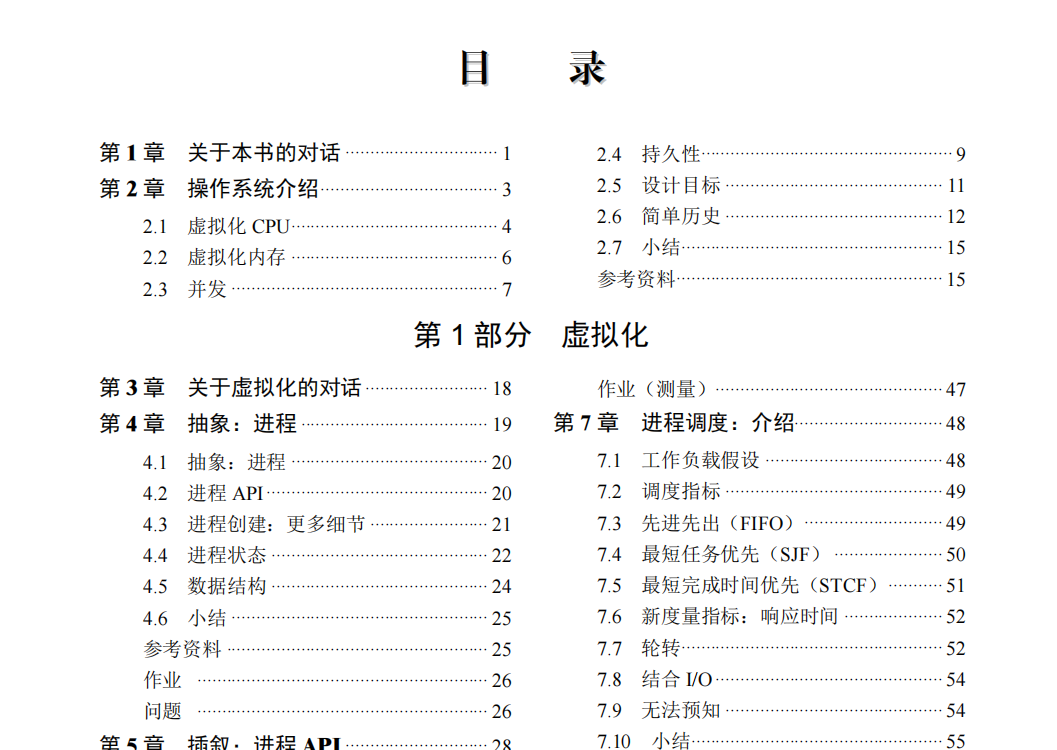 目 录
第 1 章 关于本书的对话 ………………………… 1
第 2 章 操作系统介绍 ………………………… 3
2.1 虚拟化 CPU ………………………… 4
2.2 虚拟化内存 ………………………… 6
2.3 并发 ………………………… 7
2.4 持久性 ………………………… 9
2.5 设计目标 ………………………… 11
2.6 简单历史 ………………………… 12
2.7 小结 ………………………… 15
参考资料 ………………………… 15
第 1 部分 虚拟化
第 3 章 关于虚拟化的对话 ………………………… 18
第 4 章 抽象：进程 ………………………… 19
4.1 抽象：进程 ………………………… 20
4.2 进程 API ………………………… 20
4.3 进程创建：更多细节 ………………………… 21
4.4 进程状态 ………………………… 22
4.5 数据结构 ………………………… 24
4.6 小结 ………………………… 25
参考资料 ………………………… 25
作业 ………………………… 26
问题 ………………………… 26
第 5 章 插叙：进程 API ………………………… 28
作业（测量） ………………………… 47
第 7 章 进程调度：介绍 ………………………… 48
7.1 工作负载假设 ………………………… 48
7.2 调度指标 ………………………… 49
7.3 先进先出（FIFO） ………………………… 49
7.4 最短任务优先（SJF） ………………………… 50
7.5 最短完成时间优先（STCF） ………………………… 51
7.6 新度量指标：响应时间 ………………………… 52
7.7 轮转 ………………………… 52
7.8 结合 I/O ………………………… 54
7.9 无法预知 ………………………… 54
7.10 小结 ………………………… 55